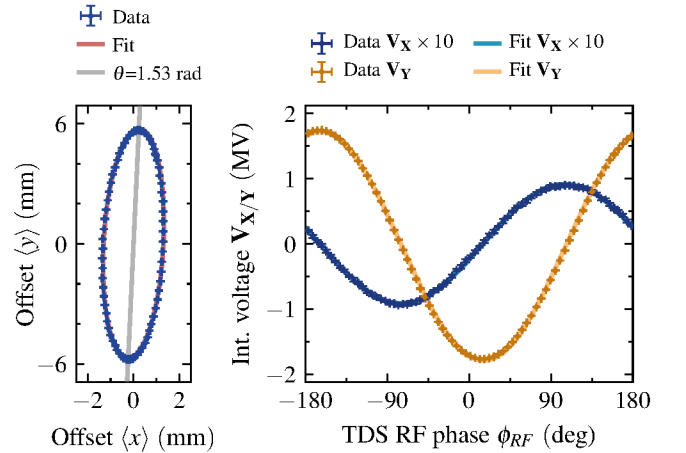 Data
Fit
θ=1.53 rad
Data V_X × 10
Fit V_X × 10
Data V_Y
Fit V_Y
6
0
−6
Offset ⟨y⟩ (mm)
−2
0
2
Offset ⟨x⟩ (mm)
2
1
0
−1
−2
Int. voltage V_X/Y (MV)
−180
−90
0
90
180
TDS RF phase ϕ_RF (deg)